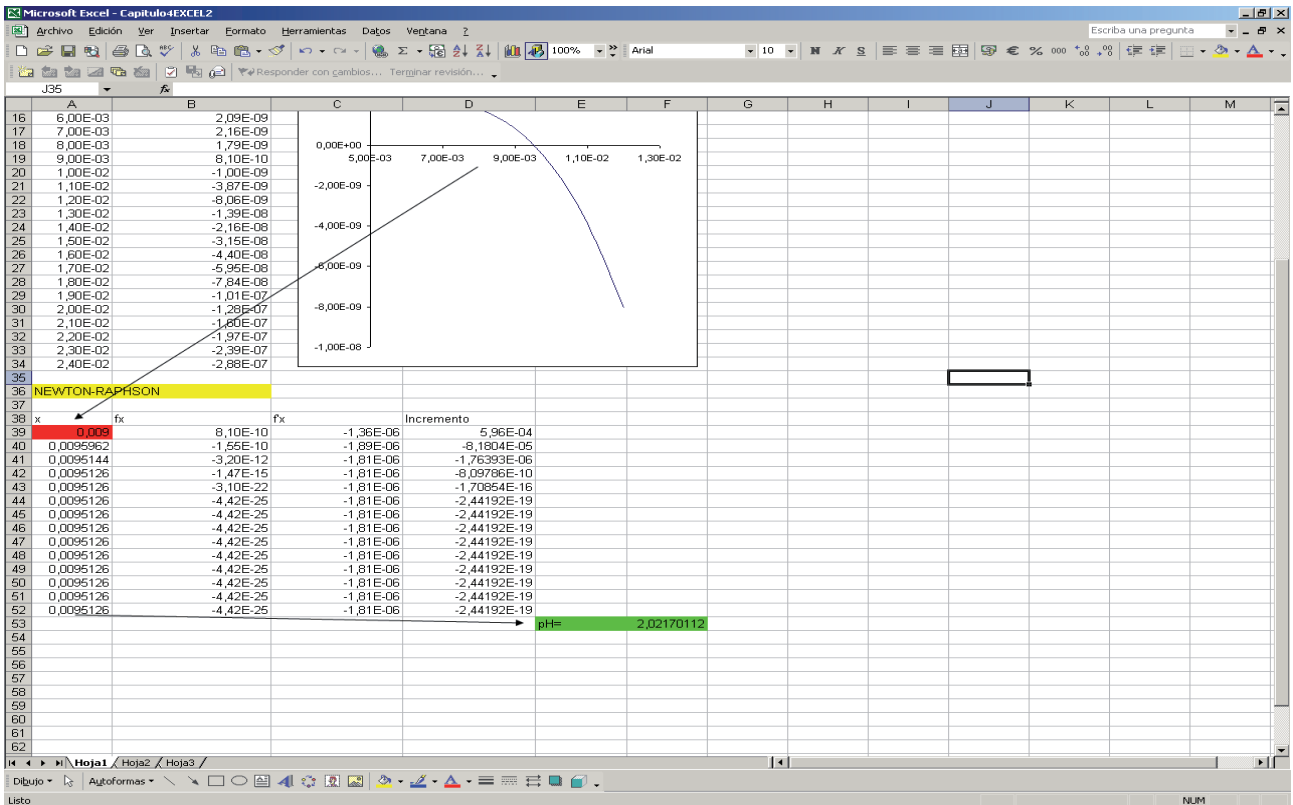 Microsoft Excel - Capitulo4EXCEL2
Archivo Edición Ver Insertar Formato Herramientas Datos Ventana ? Escriba una pregunta
100% Arial 10 N K S € % 000
Responder con cambios... Terminar revisión...
J35 fx
A B C D E F G H I J K L M
16 6,00E-03 2,09E-09
17 7,00E-03 2,16E-09
18 8,00E-03 1,79E-09
19 9,00E-03 8,10E-10
20 1,00E-02 -1,00E-09
21 1,10E-02 -3,87E-09
22 1,20E-02 -8,06E-09
23 1,30E-02 -1,39E-08
24 1,40E-02 -2,16E-08
25 1,50E-02 -3,15E-08
26 1,60E-02 -4,40E-08
27 1,70E-02 -5,95E-08
28 1,80E-02 -7,84E-08
29 1,90E-02 -1,01E-07
30 2,00E-02 -1,28E-07
31 2,10E-02 -1,60E-07
32 2,20E-02 -1,97E-07
33 2,30E-02 -2,39E-07
34 2,40E-02 -2,88E-07
0,00E+00
5,00E-03 7,00E-03 9,00E-03 1,10E-02 1,30E-02
-2,00E-09
-4,00E-09
-6,00E-09
-8,00E-09
-1,00E-08
35
36 NEWTON-RAPHSON
37
38 x fx f'x Incremento
39 0,009 8,10E-10 -1,36E-06 5,96E-04
40 0,0095962 -1,55E-10 -1,89E-06 -8,1804E-05
41 0,0095144 -3,20E-12 -1,81E-06 -1,76393E-06
42 0,0095126 -1,47E-15 -1,81E-06 -8,09786E-10
43 0,0095126 -3,10E-22 -1,81E-06 -1,70854E-16
44 0,0095126 -4,42E-25 -1,81E-06 -2,44192E-19
45 0,0095126 -4,42E-25 -1,81E-06 -2,44192E-19
46 0,0095126 -4,42E-25 -1,81E-06 -2,44192E-19
47 0,0095126 -4,42E-25 -1,81E-06 -2,44192E-19
48 0,0095126 -4,42E-25 -1,81E-06 -2,44192E-19
49 0,0095126 -4,42E-25 -1,81E-06 -2,44192E-19
50 0,0095126 -4,42E-25 -1,81E-06 -2,44192E-19
51 0,0095126 -4,42E-25 -1,81E-06 -2,44192E-19
52 0,0095126 -4,42E-25 -1,81E-06 -2,44192E-19
53 pH= 2,02170112
54
55
56
57
58
59
60
61
62
Hoja1 Hoja2 Hoja3
Dibujo Autoformas
Listo NUM